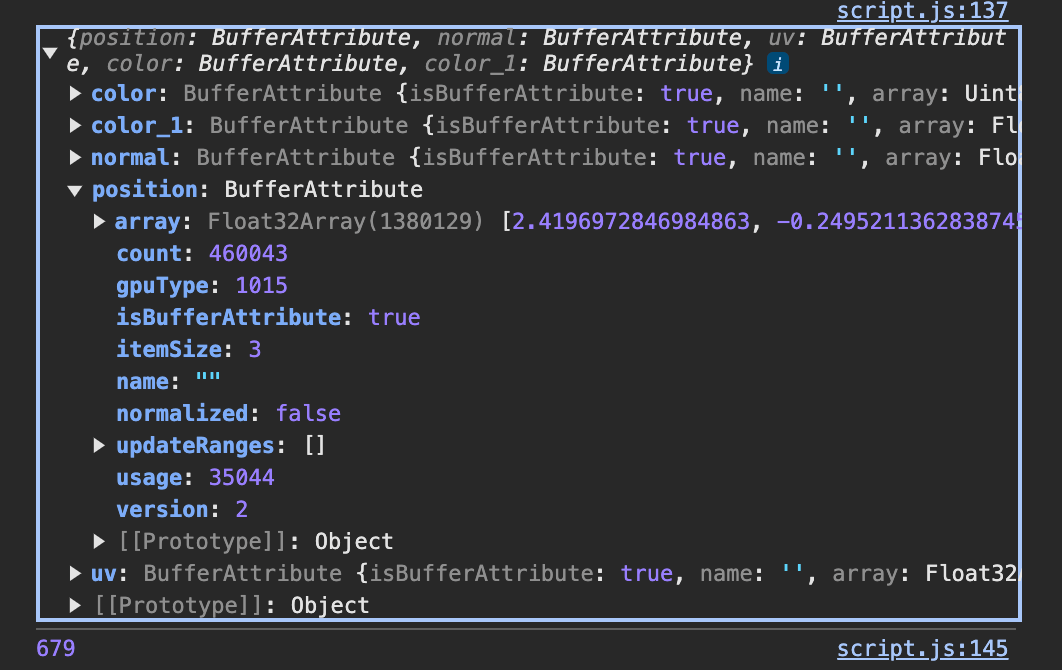 script.js:137
{position: BufferAttribute, normal: BufferAttribute, uv: BufferAttribut
e, color: BufferAttribute, color_1: BufferAttribute} i
color: BufferAttribute {isBufferAttribute: true, name: '', array: Uint
color_1: BufferAttribute {isBufferAttribute: true, name: '', array: Fl
normal: BufferAttribute {isBufferAttribute: true, name: '', array: Flo
position: BufferAttribute
array: Float32Array(1380129) [2.4196972846984863, −0.249521136283874
count: 460043
gpuType: 1015
isBufferAttribute: true
itemSize: 3
name: ""
normalized: false
updateRanges: []
usage: 35044
version: 2
[[Prototype]]: Object
uv: BufferAttribute {isBufferAttribute: true, name: '', array: Float32
[[Prototype]]: Object
679 script.js:145